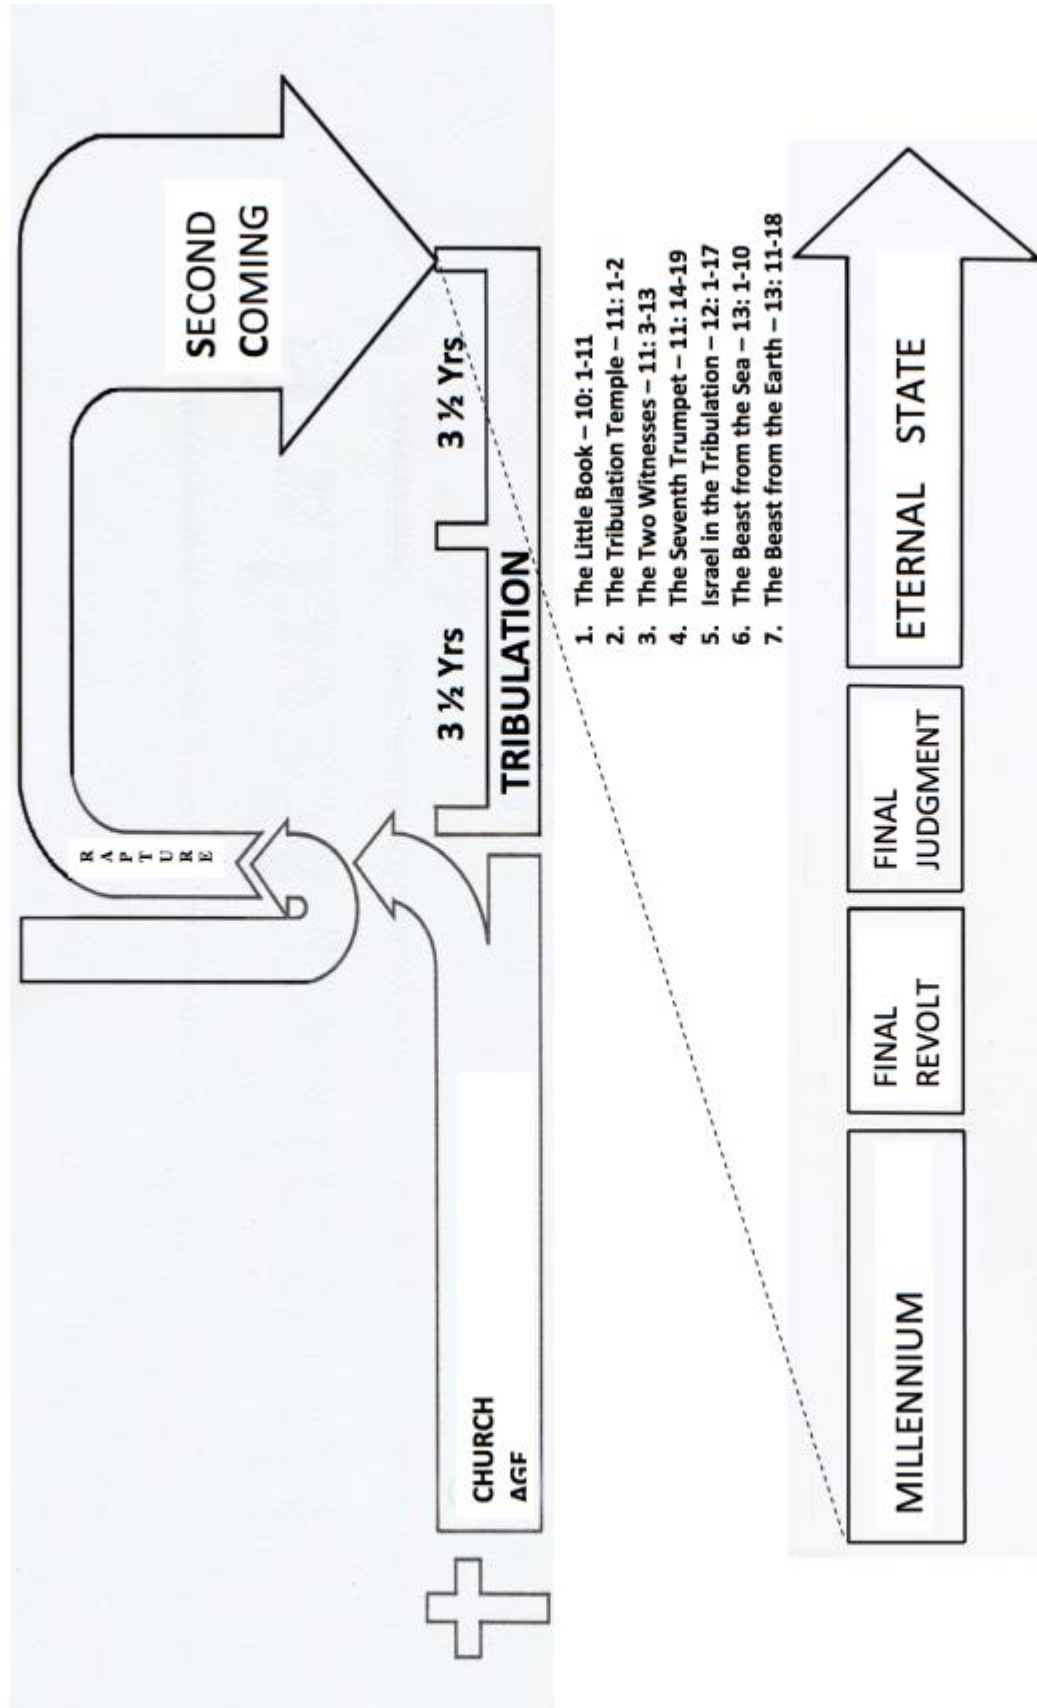 SECOND
COMING
R
A
P
T
U
R
E
3 ½ Yrs
3 ½ Yrs
TRIBULATION
CHURCH
AGE
1. The Little Book – 10: 1-11
2. The Tribulation Temple – 11: 1-2
3. The Two Witnesses – 11: 3-13
4. The Seventh Trumpet – 11: 14-19
5. Israel in the Tribulation – 12: 1-17
6. The Beast from the Sea – 13: 1-10
7. The Beast from the Earth – 13: 11-18
MILLENNIUM
FINAL
REVOLT
FINAL
JUDGMENT
ETERNAL STATE